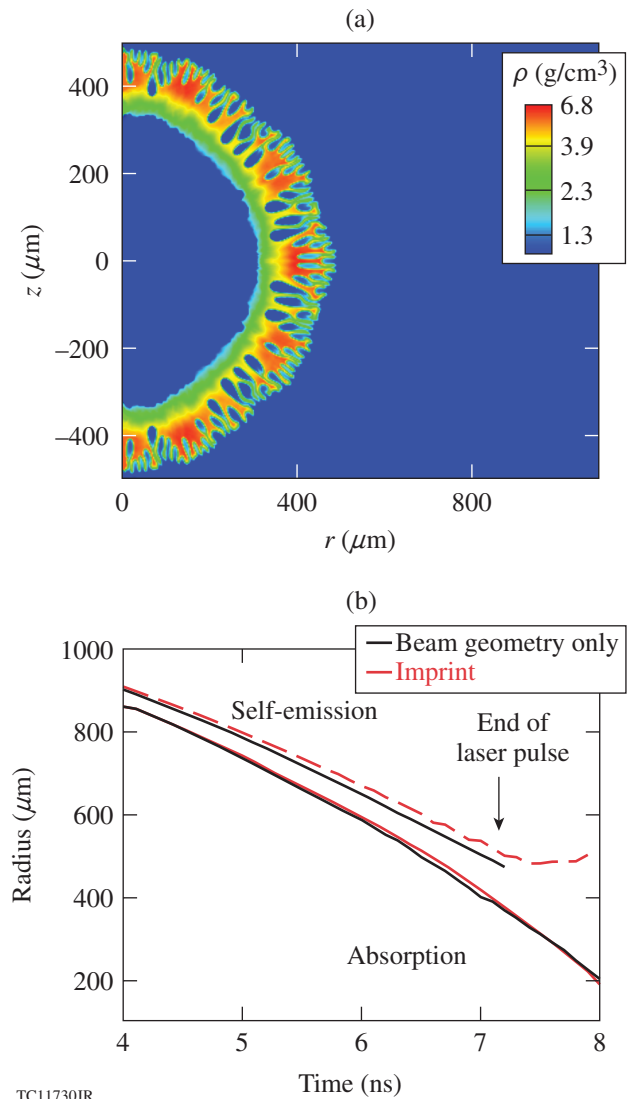 (a)
ρ (g/cm³)
6.8
3.9
2.3
1.3
400
200
0
–200
–400
z (μm)
0
400
800
r (μm)
(b)
Beam geometry only
Imprint
1000
800
600
400
200
Radius (μm)
Self-emission
End of
laser pulse
Absorption
4
5
6
7
8
Time (ns)
TC11730JR